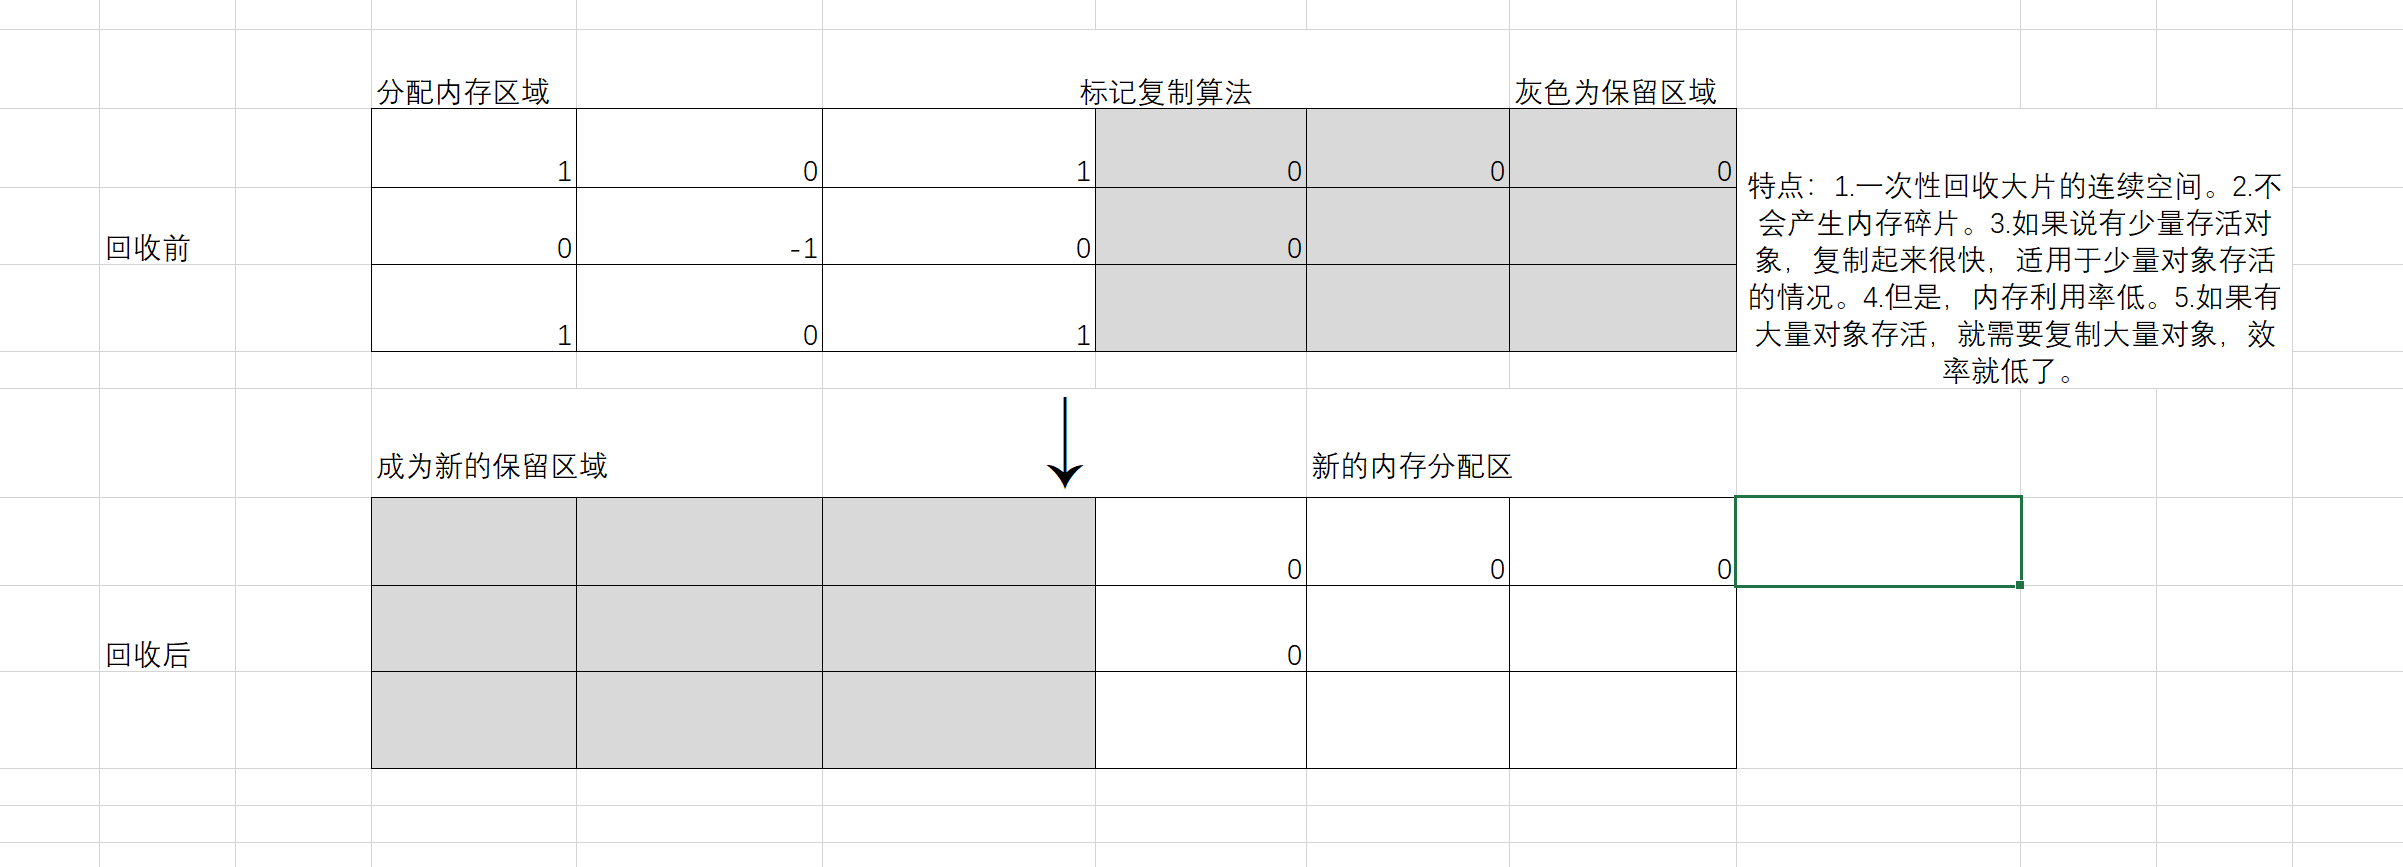 分配内存区域 标记复制算法 灰色为保留区域
1 0 1 0 0 0
回收前 0 -1 0 0
1 0 1
特点：1.一次性回收大片的连续空间。2.不
会产生内存碎片。3.如果说有少量存活对
象，复制起来很快，适用于少量对象存活
的情况。4.但是，内存利用率低。5.如果有
大量对象存活，就需要复制大量对象，效
率就低了。
成为新的保留区域 新的内存分配区
0 0 0
回收后 0